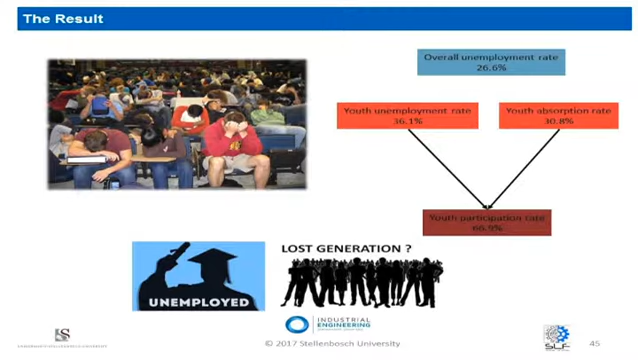 The Result
Overall unemployment rate
26.6%
Youth unemployment rate
36.1%
Youth absorption rate
30.8%
Youth participation rate
66.9%
UNEMPLOYED
LOST GENERATION ?
INDUSTRIAL
ENGINEERING
© 2017 Stellenbosch University
SLF
45